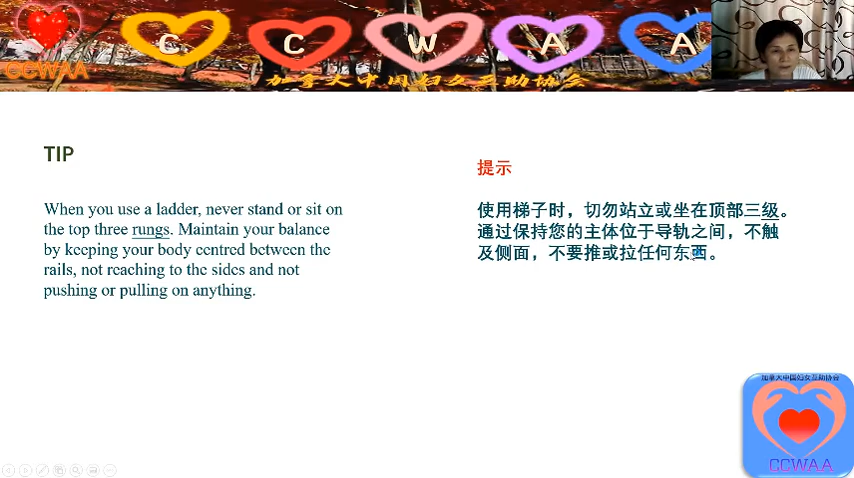 CCWAA
C C W A A
加拿大中国妇女互助协会
TIP
When you use a ladder, never stand or sit on
the top three rungs. Maintain your balance
by keeping your body centred between the
rails, not reaching to the sides and not
pushing or pulling on anything.
提示
使用梯子时，切勿站立或坐在顶部三级。
通过保持您的主体位于导轨之间，不触
及侧面，不要推或拉任何东西。
加拿大中国妇女互助协会
CCWAA